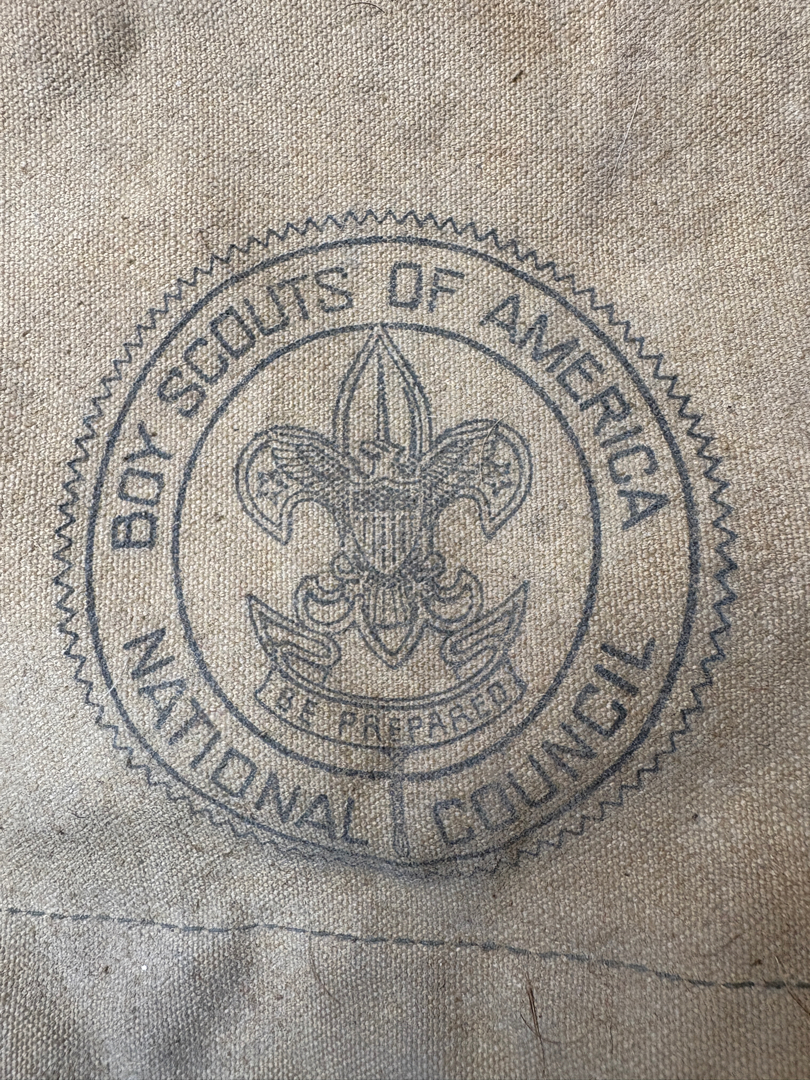 BOY SCOUTS OF AMERICA
BE PREPARED
NATIONAL COUNCIL